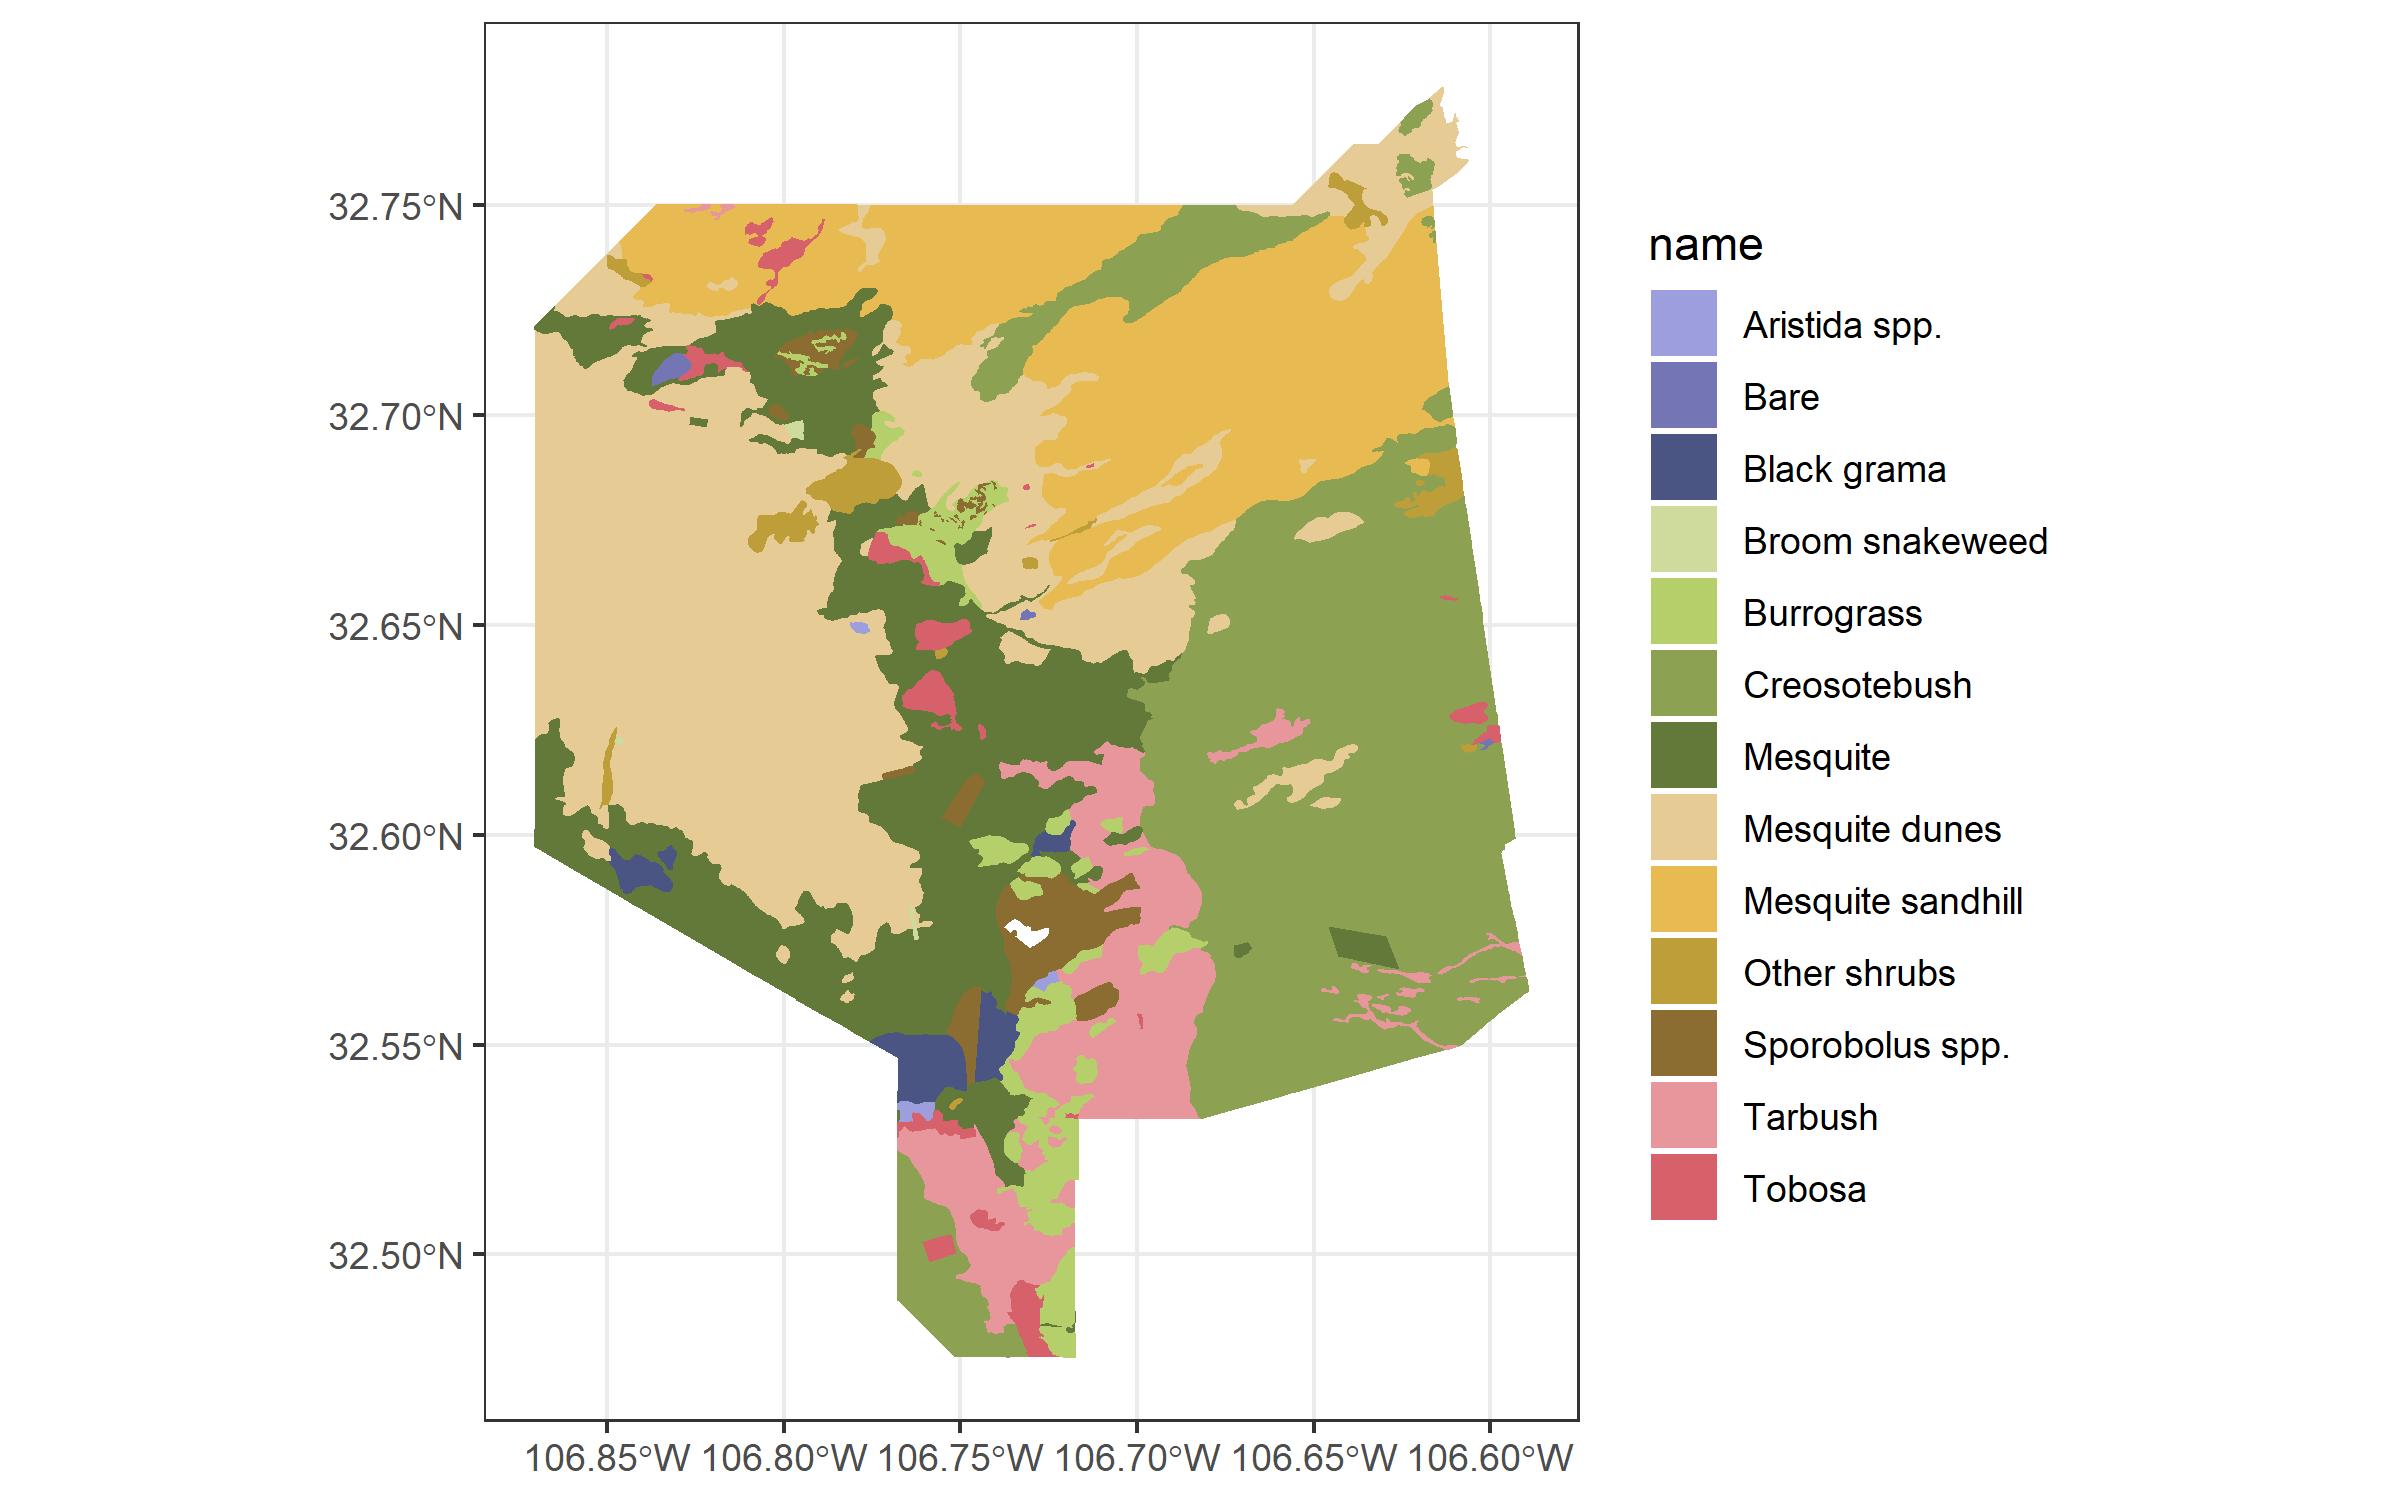 32.75°N
32.70°N
32.65°N
32.60°N
32.55°N
32.50°N
106.85°W 106.80°W 106.75°W 106.70°W 106.65°W 106.60°W
name
Aristida spp.
Bare
Black grama
Broom snakeweed
Burrograss
Creosotebush
Mesquite
Mesquite dunes
Mesquite sandhill
Other shrubs
Sporobolus spp.
Tarbush
Tobosa